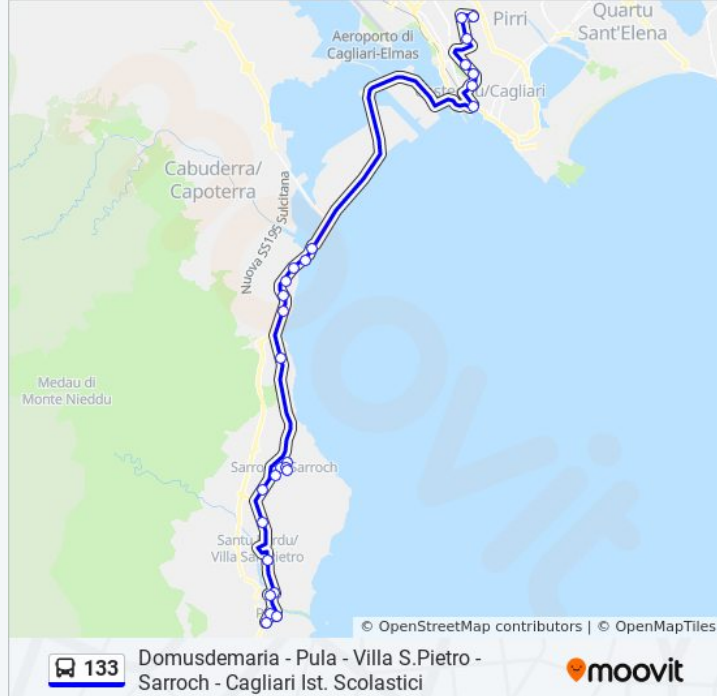 Pirri
Quartu
Sant'Elena
Aeroporto di
Cagliari-Elmas
/Cagliari
Cabuderra/
Capoterra
Nuova SS195 Sulcitana
Medau di
Monte Nieddu
Sarroch
Villa San Pietro
© OpenStreetMap contributors | © OpenMapTiles
133
Domusdemaria - Pula - Villa S.Pietro -
Sarroch - Cagliari Ist. Scolastici
moovit